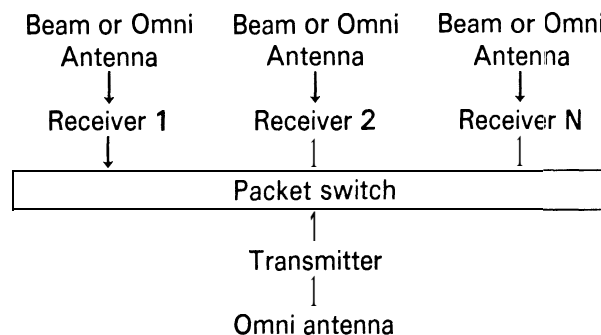 Beam or Omni Beam or Omni Beam or Omni
Antenna Antenna Antenna
Receiver 1 Receiver 2 Receiver N
Packet switch
Transmitter
Omni antenna